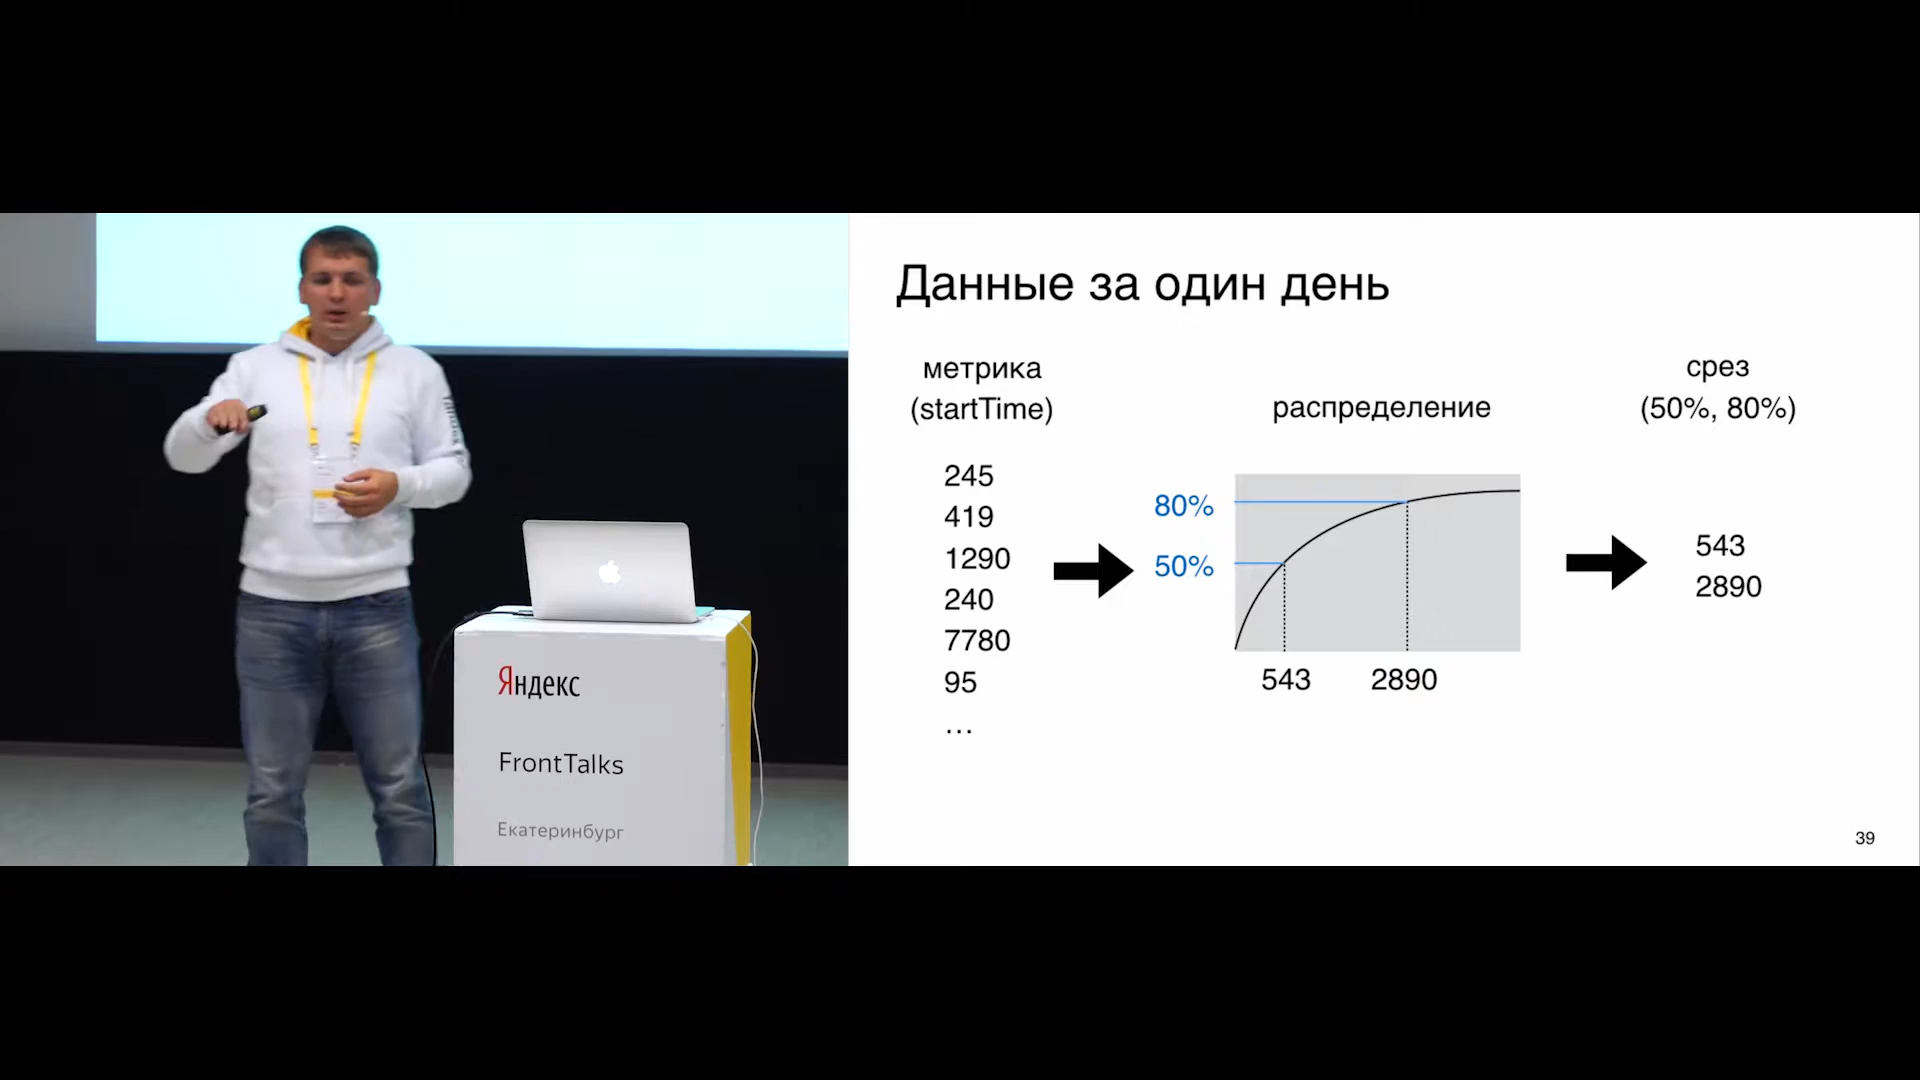 Яндекс
FrontTalks
Екатеринбург
Данные за один день
метрика
(startTime)
245
419
1290
240
7780
95
...
распределение
80%
50%
543
2890
срез
(50%, 80%)
543
2890
39